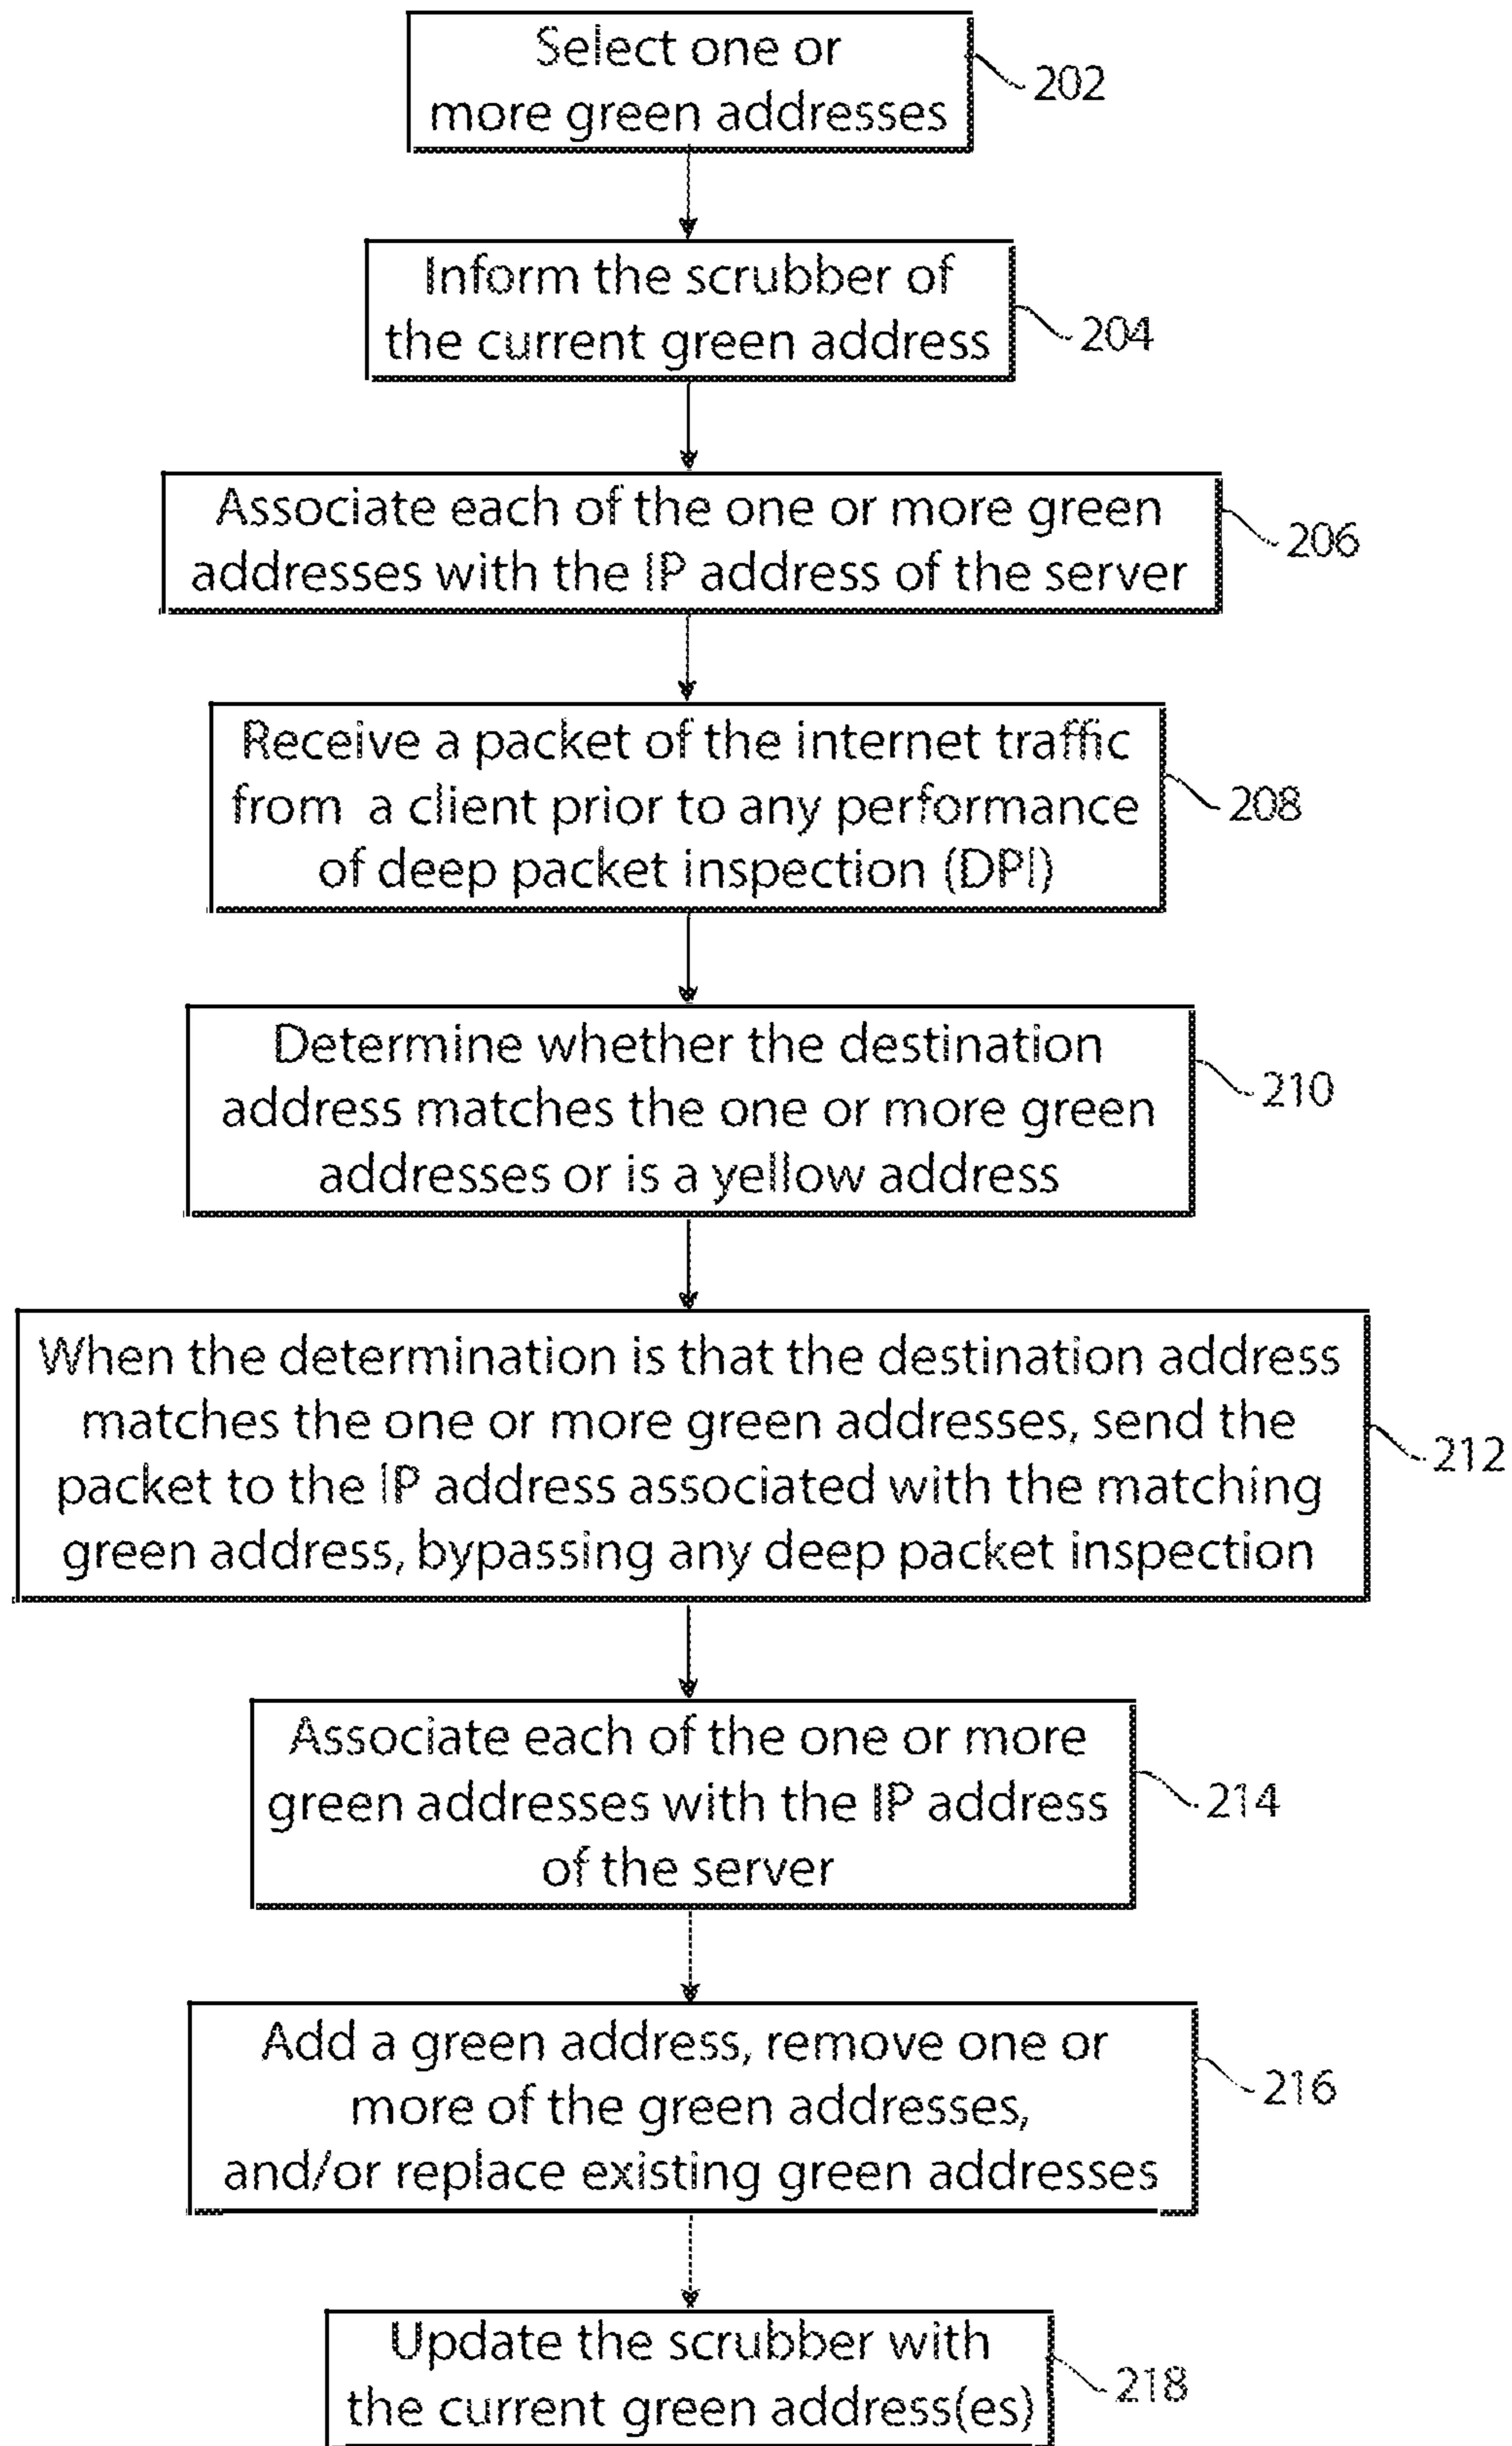 Select one or
more green addresses
202
Inform the scrubber of
the current green address
204
Associate each of the one or more green
addresses with the IP address of the server
206
Receive a packet of the internet traffic
from a client prior to any performance
of deep packet inspection (DPI)
208
Determine whether the destination
address matches the one or more green
addresses or is a yellow address
210
When the determination is that the destination address
matches the one or more green addresses, send the
packet to the IP address associated with the matching
green address, bypassing any deep packet inspection
212
Associate each of the one or more
green addresses with the IP address
of the server
214
Add a green address, remove one or
more of the green addresses,
and/or replace existing green addresses
216
Update the scrubber with
the current green address(es)
218